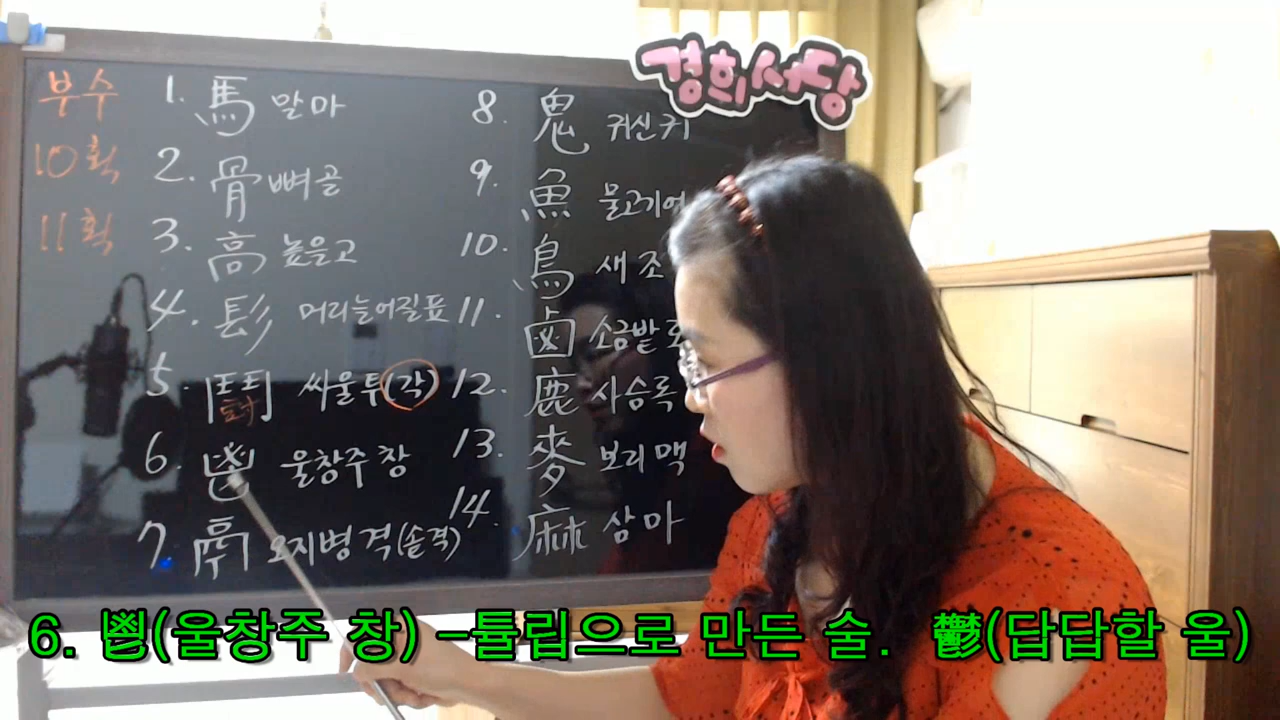 경희서당
부수
10획
11획
1. 馬 말 마
2. 骨 뼈 골
3. 高 높을 고
4. 髟 머리늘어질 표
5. 鬥 싸울 투(각)
6. 鬯 울창주 창
7. 鬲 오지병 격(솥 격)
8. 鬼 귀신 귀
9. 魚 물고기 어
10. 鳥 새 조
11. 鹵 소금밭 로
12. 鹿 사슴 록
13. 麥 보리 맥
14. 麻 삼 마
6. 鬯(울창주 창) -튤립으로 만든 술. 鬱(답답할 울)